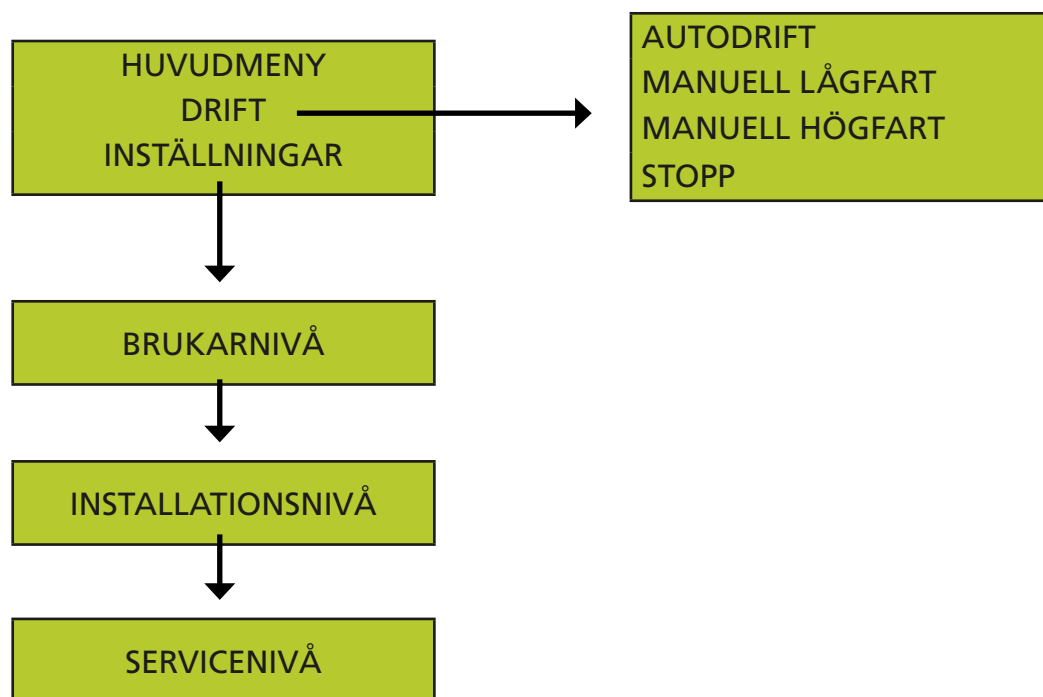 HUVUDMENY
DRIFT
INSTÄLLNINGAR
AUTODRIFT
MANUELL LÅGFART
MANUELL HÖGFART
STOPP
BRUKARNIVÅ
INSTALLATIONSNIVÅ
SERVICENIVÅ